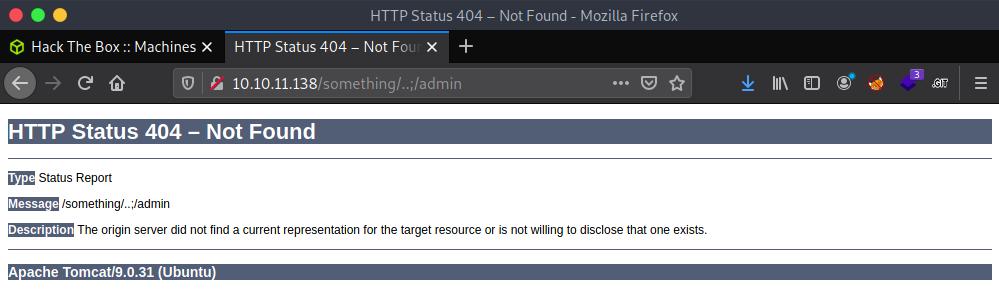 HTTP Status 404 – Not Found - Mozilla Firefox
Hack The Box :: Machines
HTTP Status 404 – Not Foun
10.10.11.138/something/..;/admin
3
.GIT
HTTP Status 404 – Not Found
Type Status Report
Message /something/..;/admin
Description The origin server did not find a current representation for the target resource or is not willing to disclose that one exists.
Apache Tomcat/9.0.31 (Ubuntu)